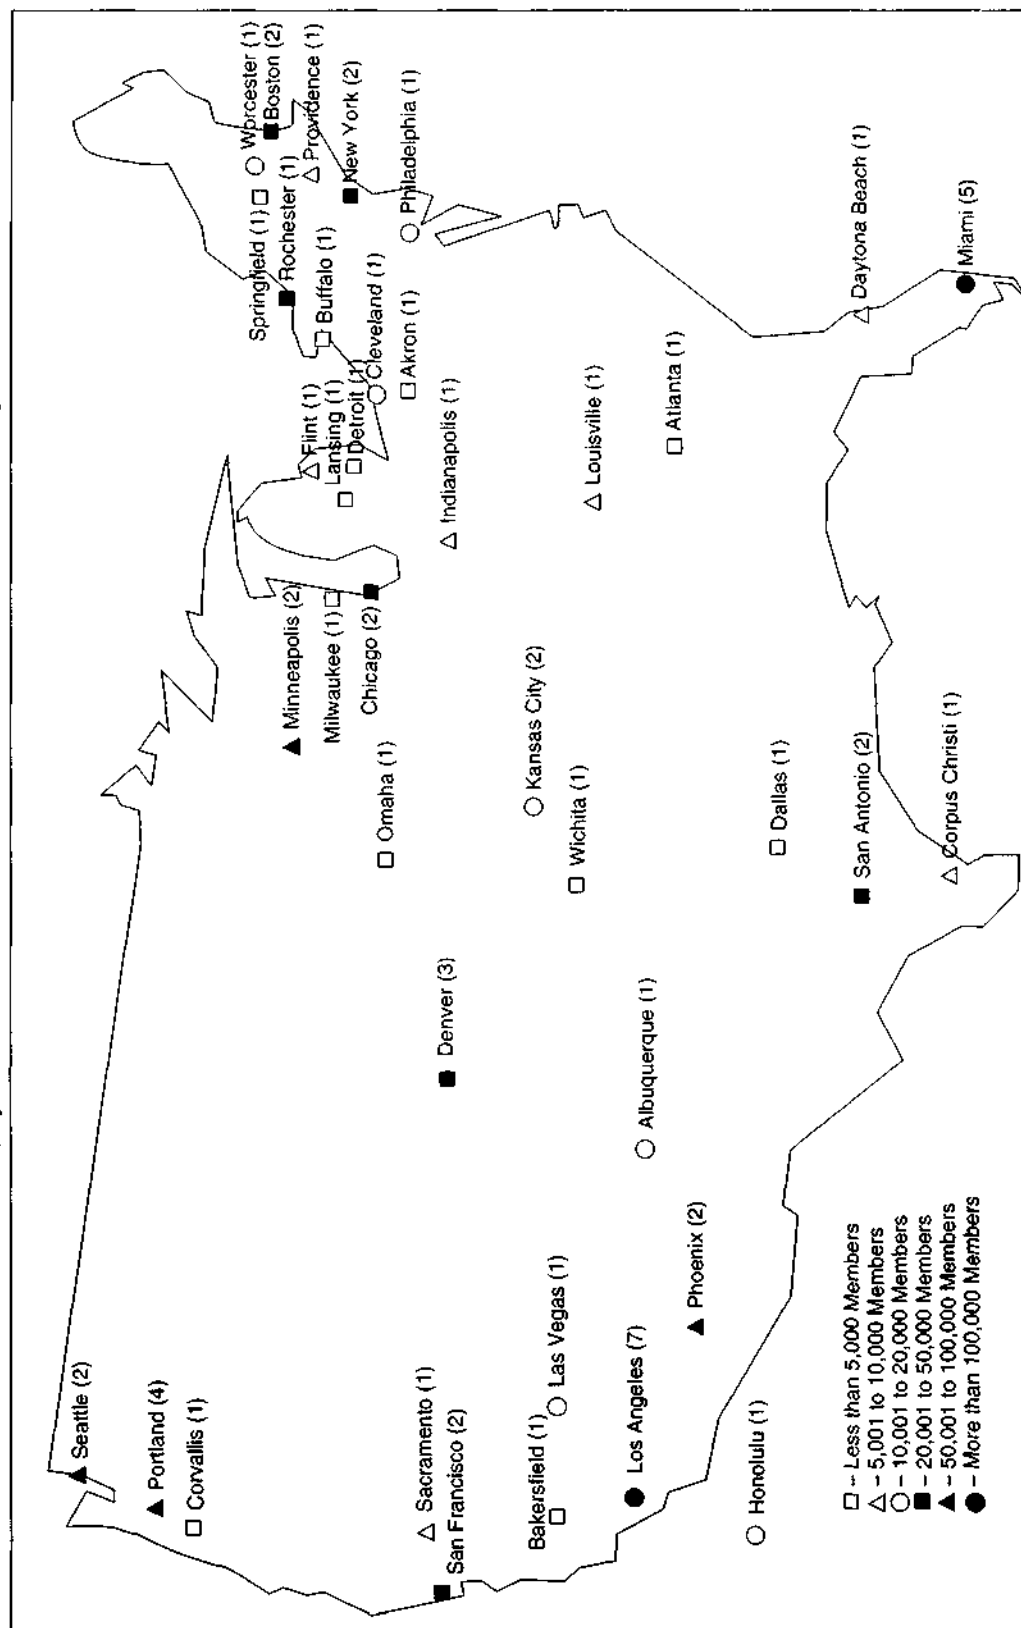 Seattle (2)
Portland (4)
Corvallis (1)
Sacramento (1)
San Francisco (2)
Bakersfield (1)
Las Vegas (1)
Los Angeles (7)
Honolulu (1)
Phoenix (2)
Albuquerque (1)
Denver (3)
Minneapolis (2)
Milwaukee (1)
Chicago (2)
Omaha (1)
Kansas City (2)
Wichita (1)
Dallas (1)
San Antonio (2)
Corpus Christi (1)
Flint (1)
Lansing (1)
Detroit (1)
Indianapolis (1)
Louisville (1)
Atlanta (1)
Springfield (1)
Rochester (1)
Buffalo (1)
Cleveland (1)
Akron (1)
Worcester (1)
Boston (2)
Providence (1)
New York (2)
Philadelphia (1)
Daytona Beach (1)
Miami (5)
– Less than 5,000 Members
– 5,001 to 10,000 Members
– 10,001 to 20,000 Members
– 20,001 to 50,000 Members
– 50,001 to 100,000 Members
– More than 100,000 Members